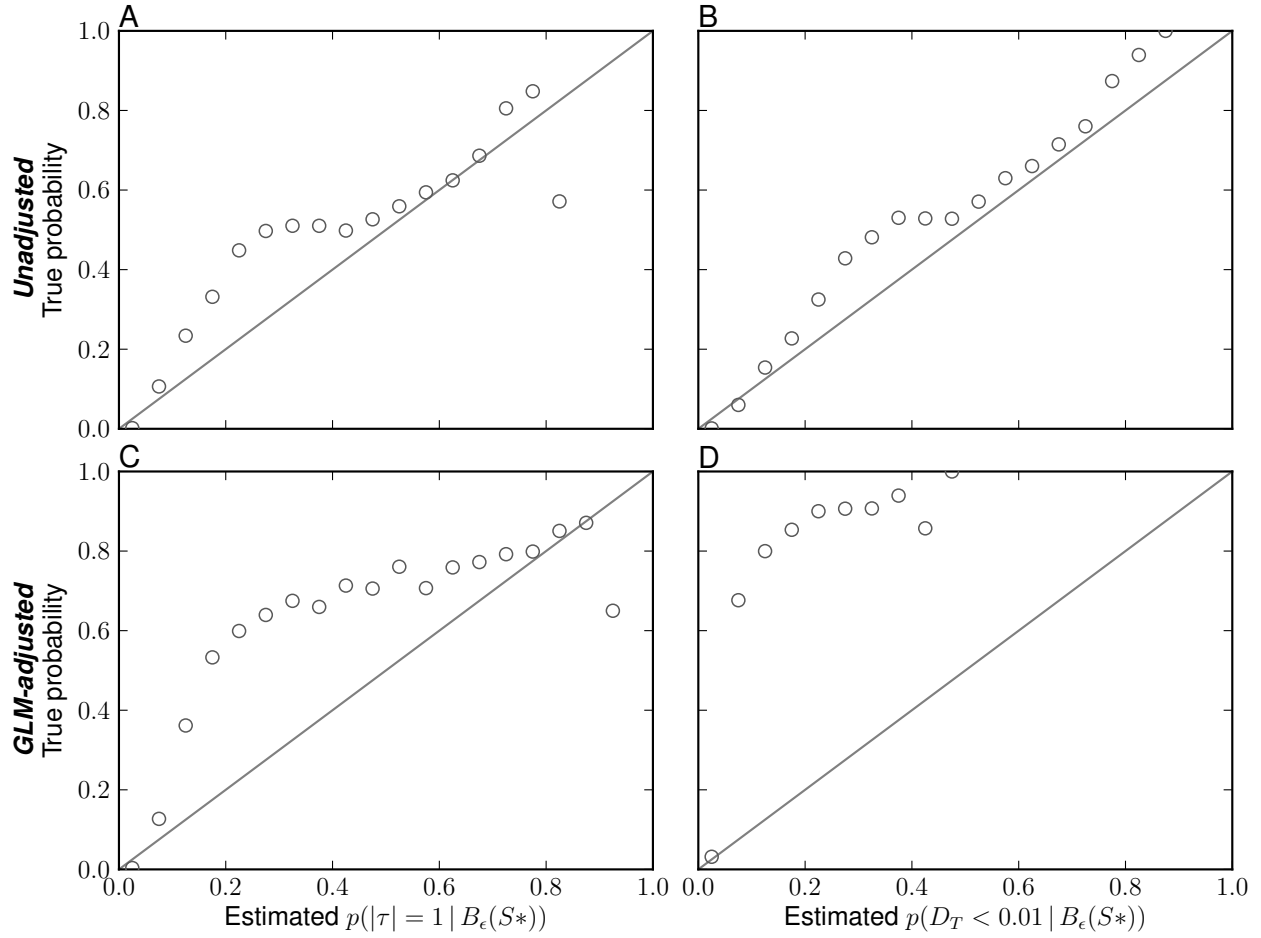 A
B
1.0
0.8
0.6
0.4
0.2
0.0
Unadjusted
True probability
C
D
1.0
0.8
0.6
0.4
0.2
0.0
GLM-adjusted
True probability
0.0 0.2 0.4 0.6 0.8 1.0
0.0 0.2 0.4 0.6 0.8 1.0
Estimated p(|τ| = 1 | B_ϵ(S∗))
Estimated p(D_T < 0.01 | B_ϵ(S∗))